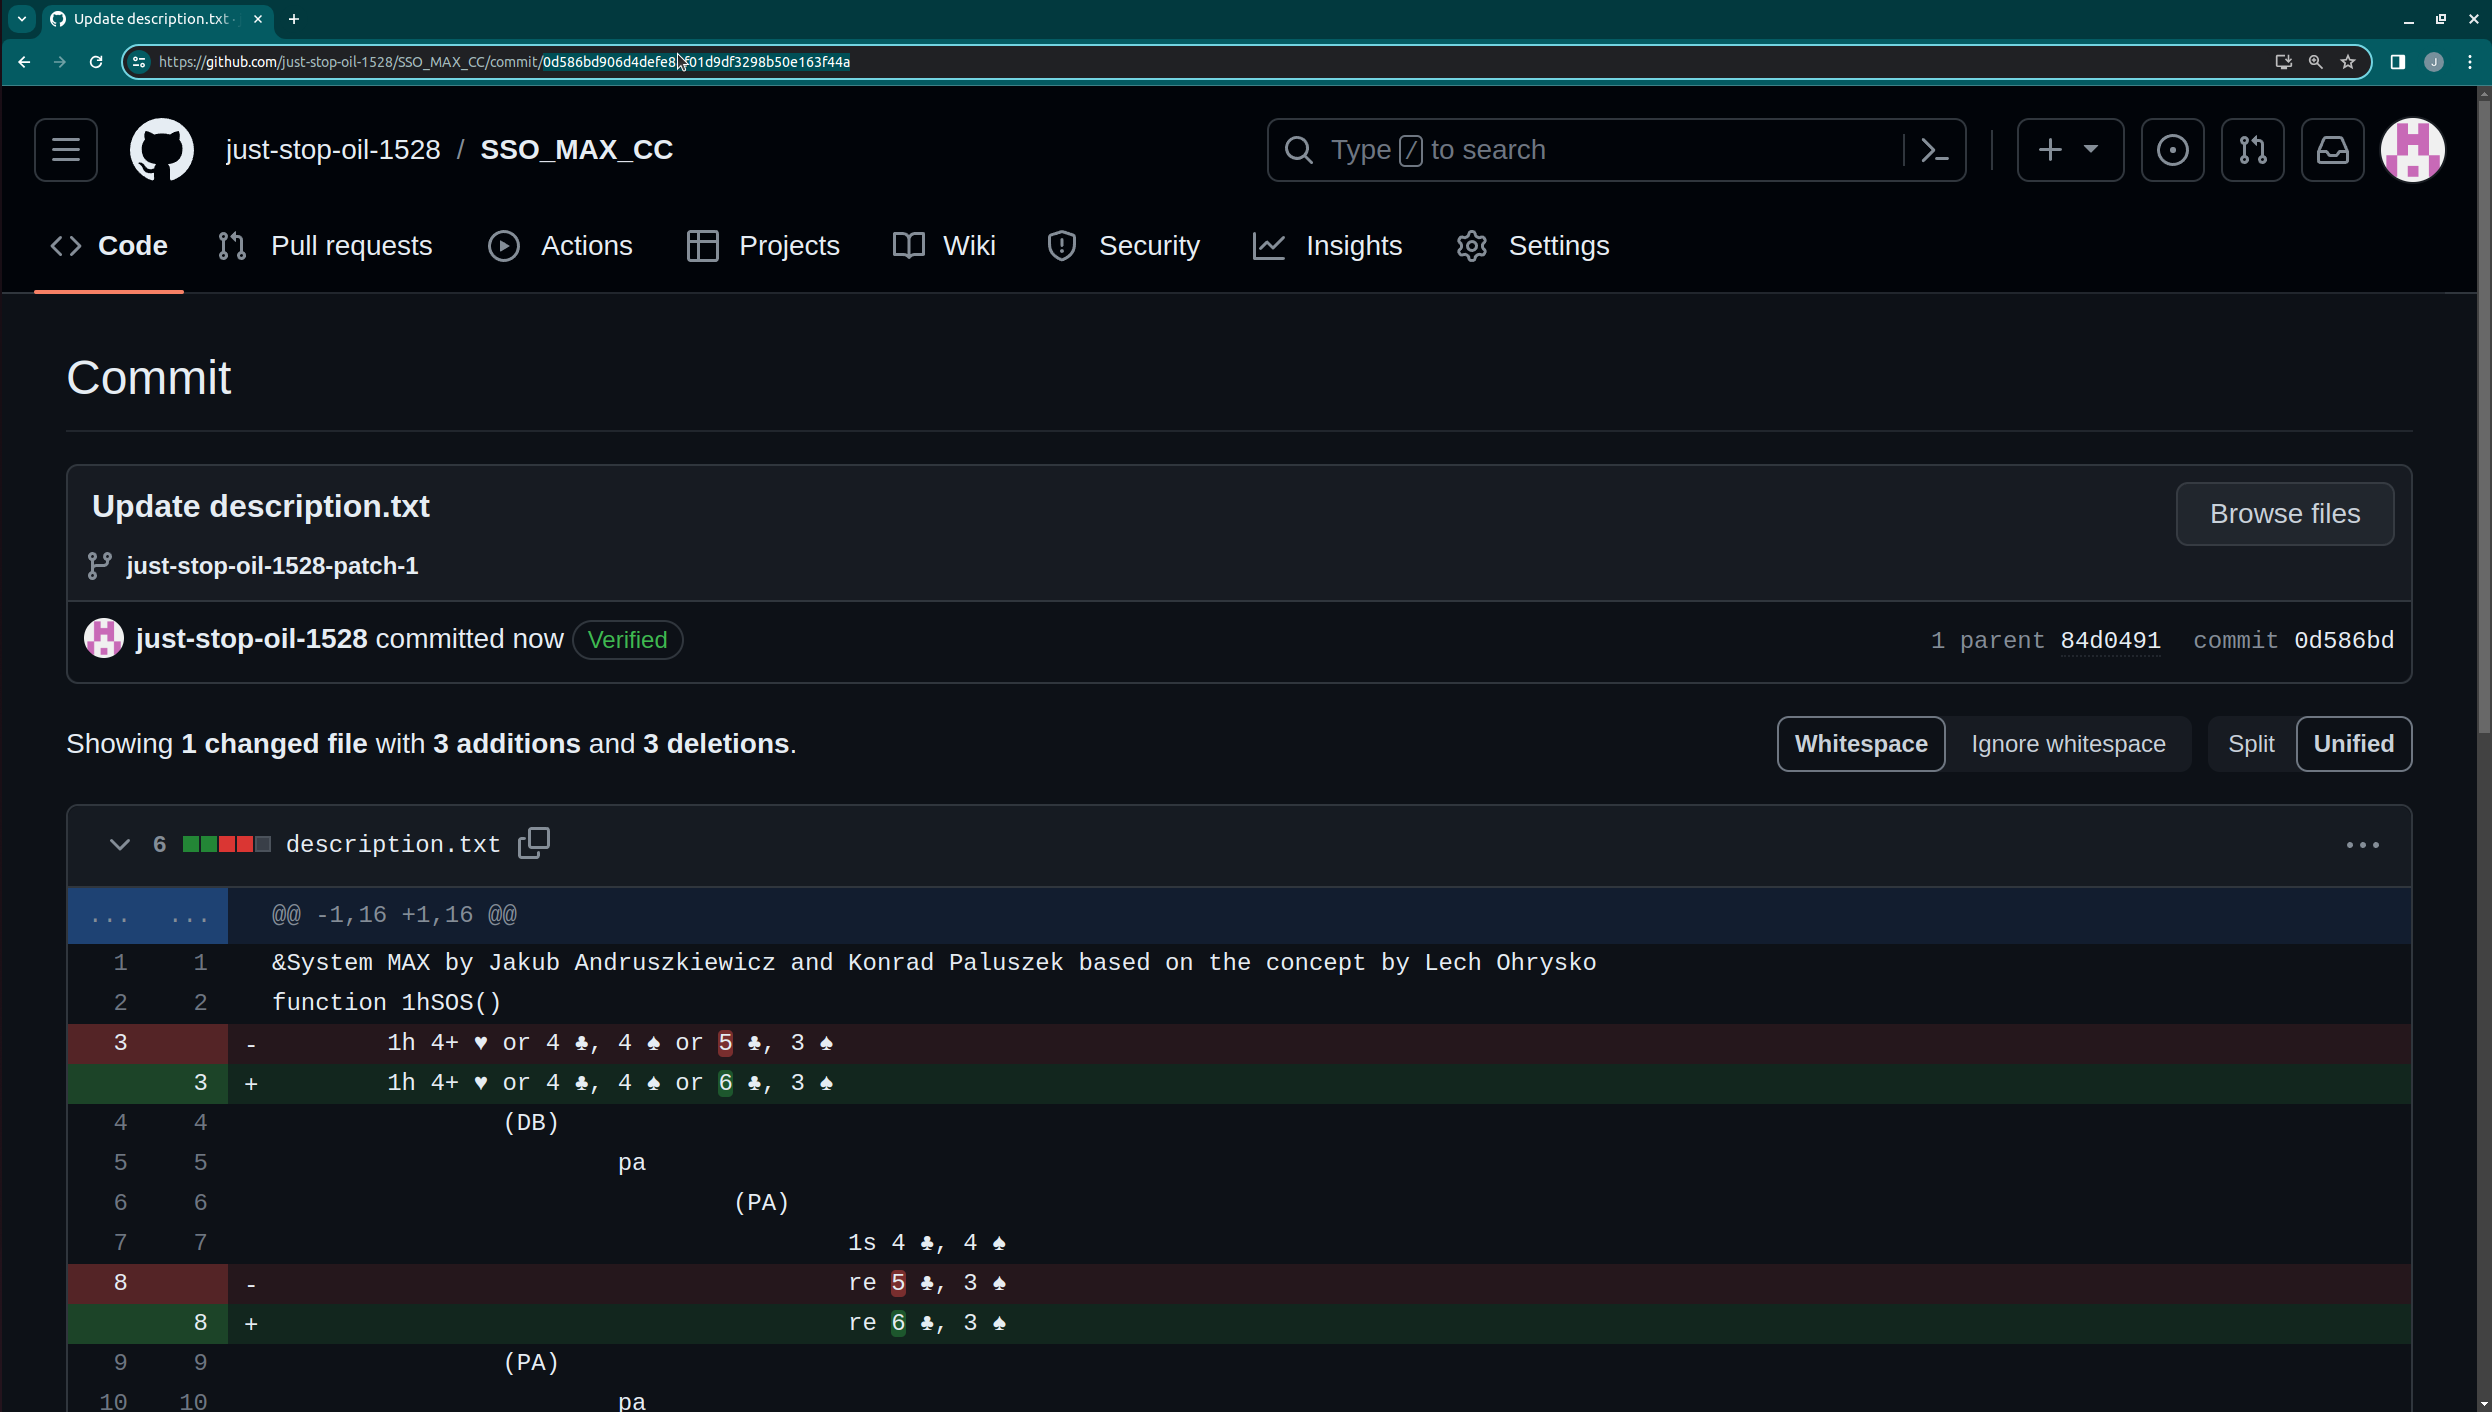 Update description.txt ·
https://github.com/just-stop-oil-1528/SSO_MAX_CC/commit/
J
just-stop-oil-1528 / SSO_MAX_CC
Type / to search
Code
Pull requests
Actions
Projects
Wiki
Security
Insights
Settings
Commit
Update description.txt
Browse files
just-stop-oil-1528-patch-1
just-stop-oil-1528 committed now Verified
1 parent 84d0491 commit 0d586bd
Showing 1 changed file with 3 additions and 3 deletions.
Whitespace Ignore whitespace Split Unified
6 description.txt
... ... @@ -1,16 +1,16 @@
1 1 &System MAX by Jakub Andruszkiewicz and Konrad Paluszek based on the concept by Lech Ohrysko
2 2 function 1hSOS()
3 - 1h 4+ ♥ or 4 ♣, 4 ♠ or 5 ♣, 3 ♠
3 + 1h 4+ ♥ or 4 ♣, 4 ♠ or 6 ♣, 3 ♠
4 4 (DB)
5 5 pa
6 6 (PA)
7 7 1s 4 ♣, 4 ♠
8 - re 5 ♣, 3 ♠
8 + re 6 ♣, 3 ♠
9 9 (PA)
10 10 pa